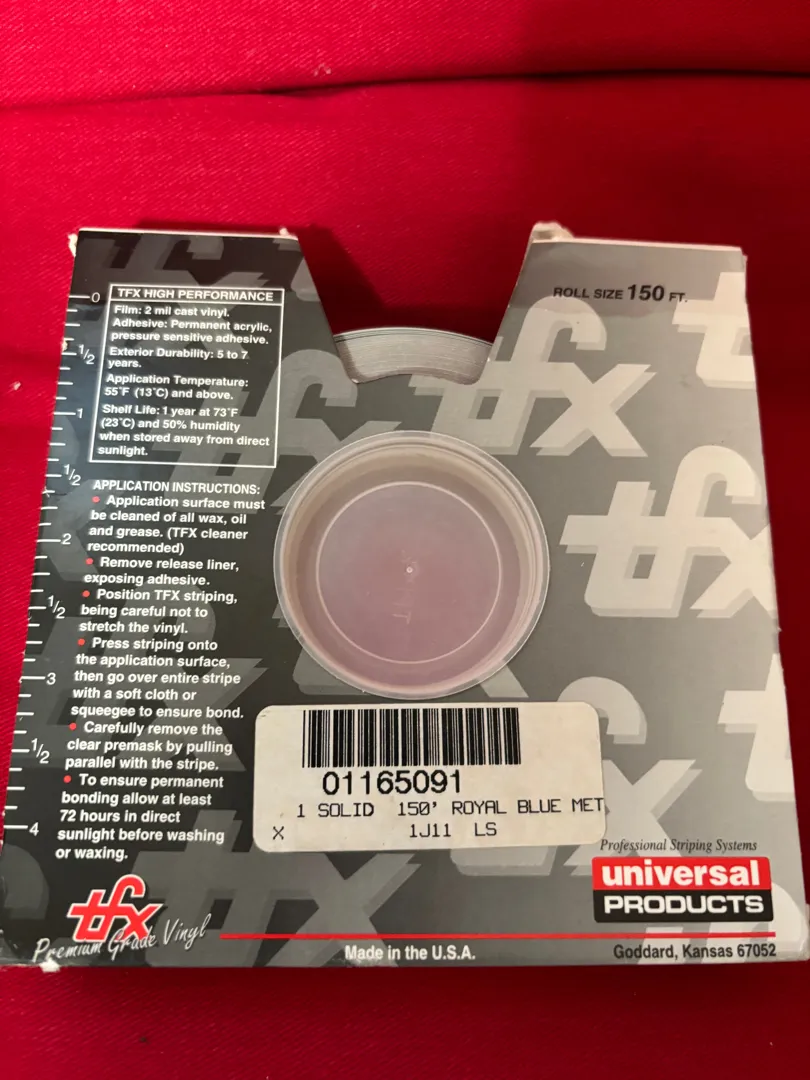 0
TFX HIGH PERFORMANCE
Film: 2 mil cast vinyl.
Adhesive: Permanent acrylic,
pressure sensitive adhesive.
Exterior Durability: 5 to 7
years.
Application Temperature:
55°F (13°C) and above.
Shelf Life: 1 year at 73°F
(23°C) and 50% humidity
when stored away from direct
sunlight.
1/2
1
1/2
2
1/2
3
1/2
4
ROLL SIZE 150 FT.
tfx
tfx
APPLICATION INSTRUCTIONS:
• Application surface must
be cleaned of all wax, oil
and grease. (TFX cleaner
recommended)
• Remove release liner,
exposing adhesive.
• Position TFX striping,
being careful not to
stretch the vinyl.
• Press striping onto
the application surface,
then go over entire stripe
with a soft cloth or
squeegee to ensure bond.
• Carefully remove the
clear premask by pulling
parallel with the stripe.
• To ensure permanent
bonding allow at least
72 hours in direct
sunlight before washing
or waxing.
01165091
1 SOLID 150' ROYAL BLUE MET
X 1J11 LS
tfx
Premium Grade Vinyl
Made in the U.S.A.
Professional Striping Systems
universal
PRODUCTS
Goddard, Kansas 67052